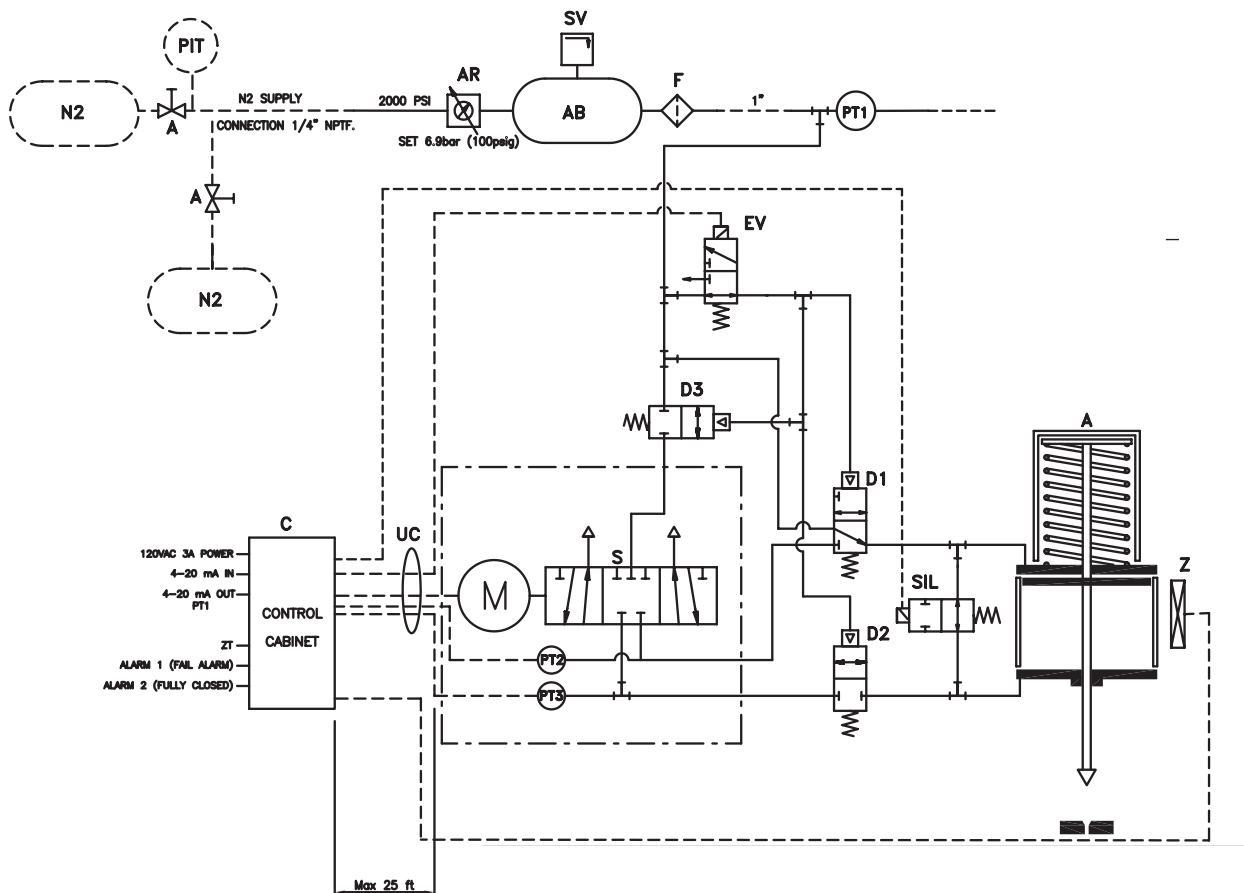 SV
PIT
AR
F
N2
A
N2 SUPPLY
2000 PSI
AB
1"
PT1
CONNECTION 1/4" NPTF.
SET 6.9bar (100psig)
A
N2
EV
D3
A
D1
C
UC
S
Z
120VAC 3A POWER
4-20 mA IN
4-20 mA OUT
PT1
CONTROL
CABINET
M
SIL
D2
ZT
ALARM 1 (FAIL ALARM)
ALARM 2 (FULLY CLOSED)
PT2
PT3
Max 25 ft